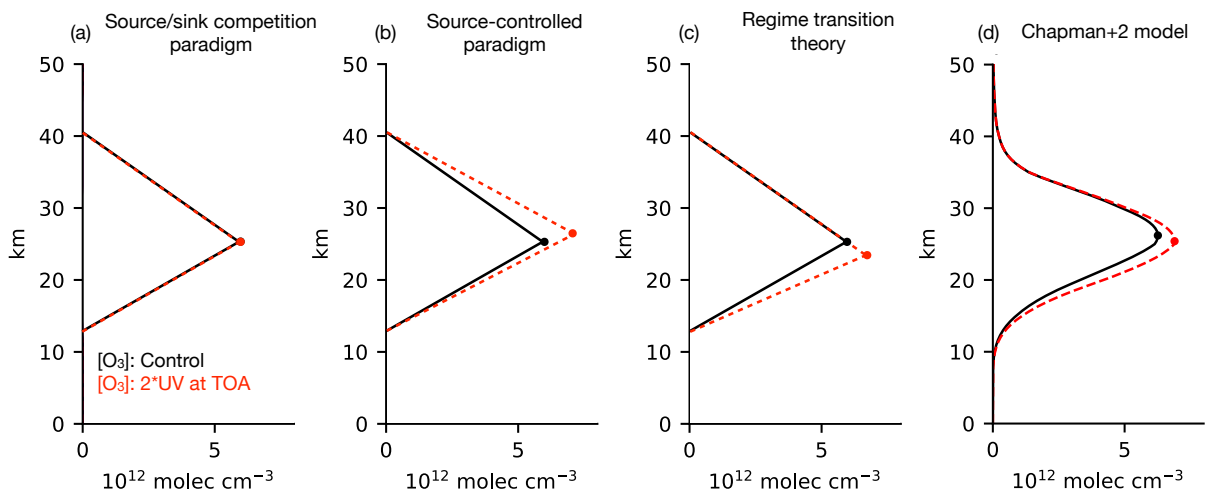 (a) Source/sink competition
paradigm
50
40
30
20
10
0
km
0 5
10¹² molec cm⁻³
[O₃]: Control
[O₃]: 2*UV at TOA
(b) Source-controlled
paradigm
50
40
30
20
10
0
km
0 5
10¹² molec cm⁻³
(c) Regime transition
theory
50
40
30
20
10
0
km
0 5
10¹² molec cm⁻³
(d) Chapman+2 model
50
40
30
20
10
0
km
0 5
10¹² molec cm⁻³